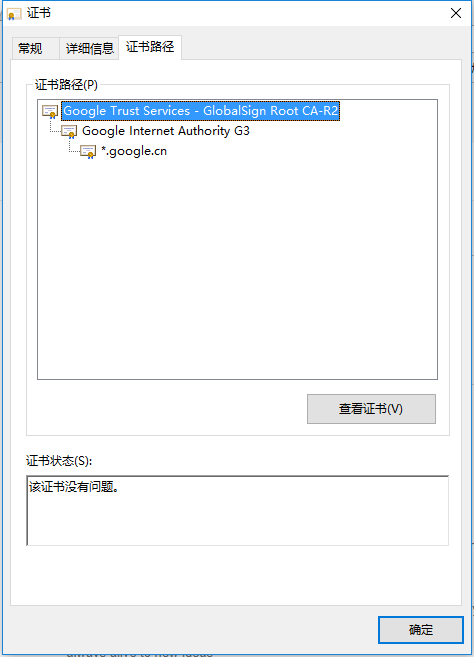 证书
常规
详细信息
证书路径
证书路径(P)
Google Trust Services - GlobalSign Root CA-R2
Google Internet Authority G3
*.google.cn
查看证书(V)
证书状态(S):
该证书没有问题。
确定